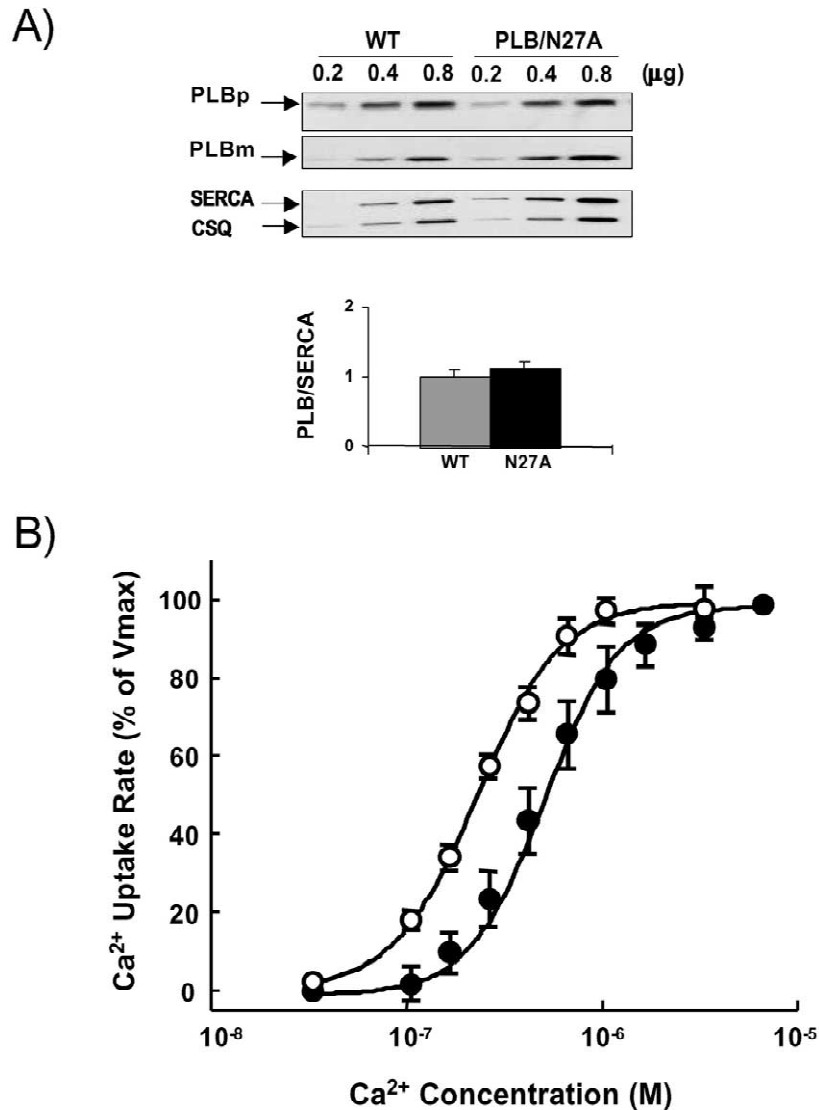 A)
WT PLB/N27A
0.2 0.4 0.8 0.2 0.4 0.8 (μg)
PLBp
PLBm
SERCA
CSQ
2
1
0
PLB/SERCA
WT N27A
B)
100
80
60
40
20
0
Ca²⁺ Uptake Rate (% of Vmax)
10⁻⁸ 10⁻⁷ 10⁻⁶ 10⁻⁵
Ca²⁺ Concentration (M)